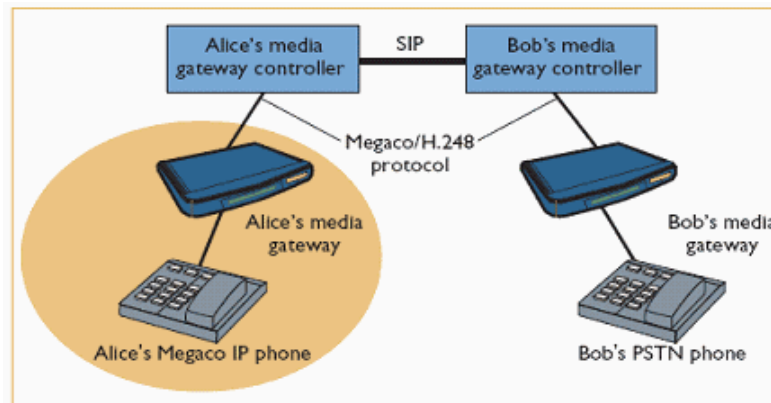 Alice's media
gateway controller
SIP
Bob's media
gateway controller
Megaco/H.248
protocol
Alice's media
gateway
Bob's media
gateway
Alice's Megaco IP phone
Bob's PSTN phone